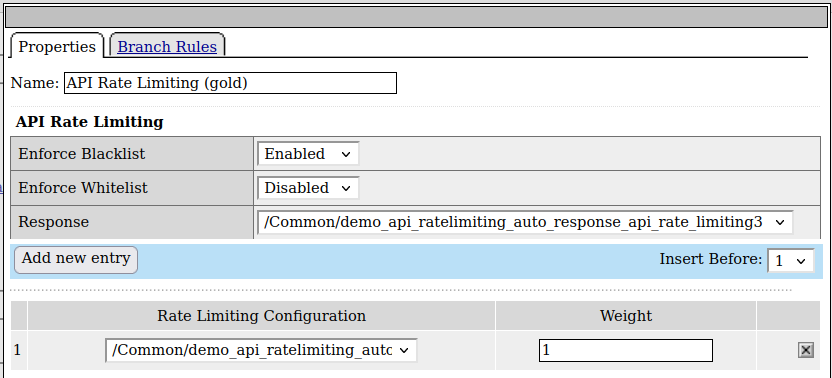 Properties Branch Rules
Name: API Rate Limiting (gold)
API Rate Limiting
Enforce Blacklist Enabled
Enforce Whitelist Disabled
Response /Common/demo_api_ratelimiting_auto_response_api_rate_limiting3
Add new entry Insert Before: 1
Rate Limiting Configuration Weight
1 /Common/demo_api_ratelimiting_auto 1